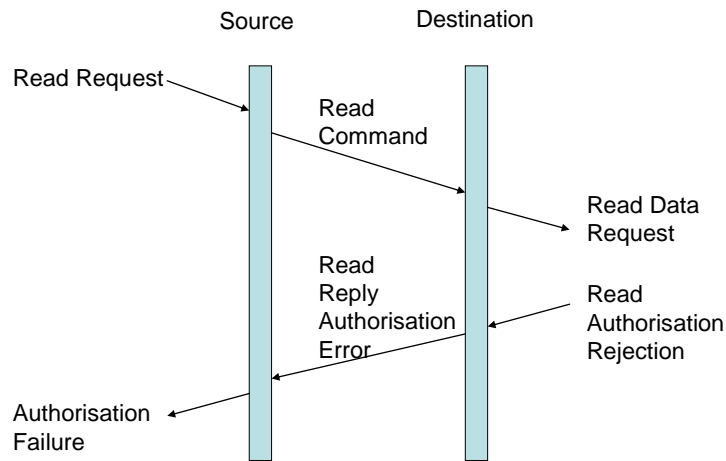 Source
Destination
Read Request
Read
Command
Read Data
Request
Read
Reply
Authorisation
Error
Read
Authorisation
Rejection
Authorisation
Failure